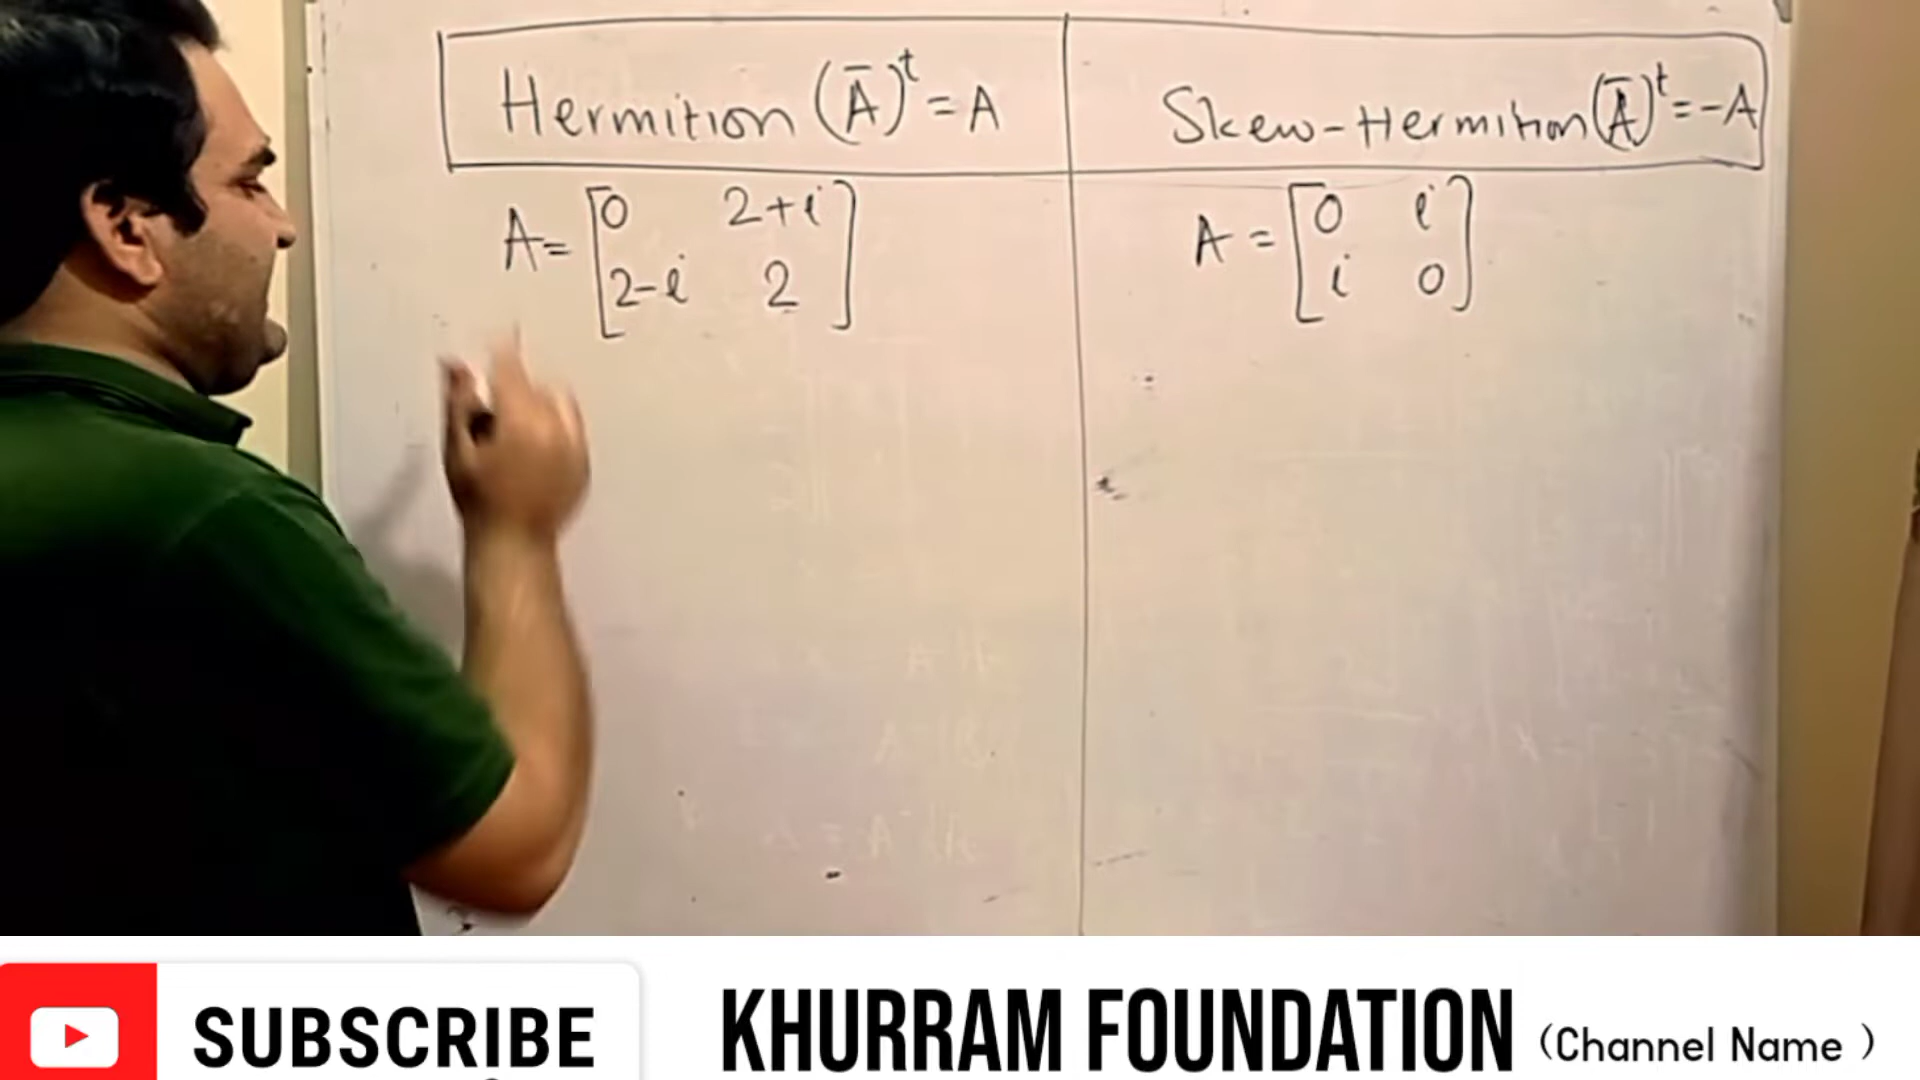 Hermition (Ā)ᵗ = A
Skew-Hermition (Ā)ᵗ = -A
A = [0 2+i
2-i 2]
A = [0 i
i 0]
SUBSCRIBE
KHURRAM FOUNDATION (Channel Name )